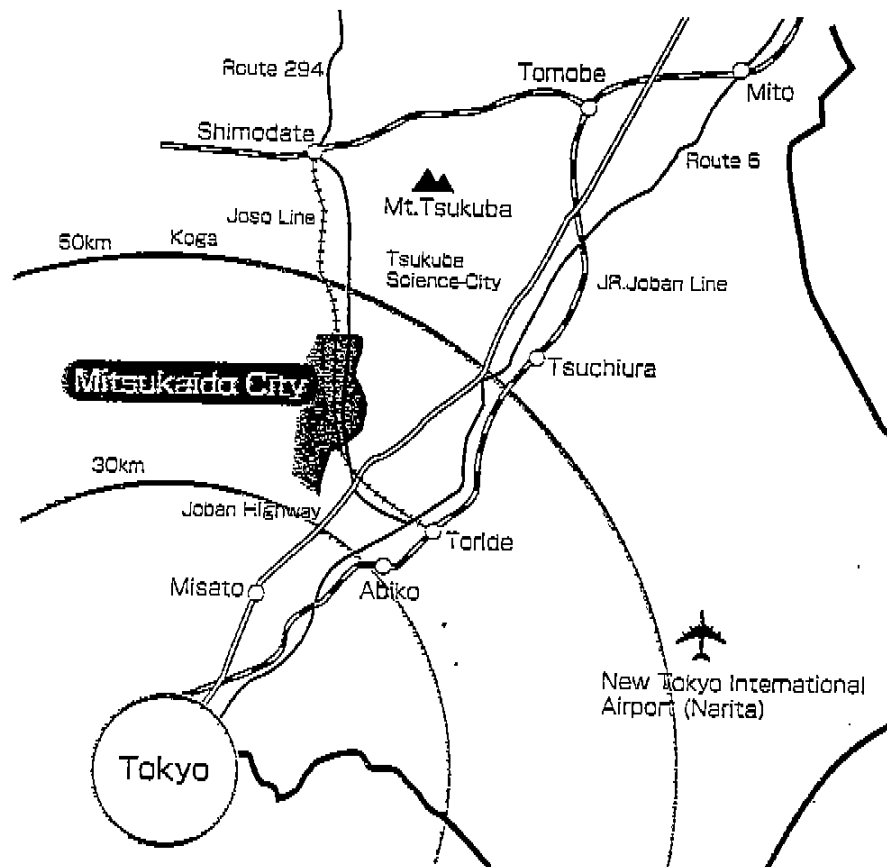 Route 294
Tomobe
Mito
Shimodate
Route 6
Mt.Tsukuba
Joso Line
50km
Koga
Tsukuba
Science-City
JR.Joban Line
Tsuchiura
Mitsukaido City
30km
Joban Highway
Toride
Misato
Abiko
New Tokyo International
Airport (Narita)
Tokyo